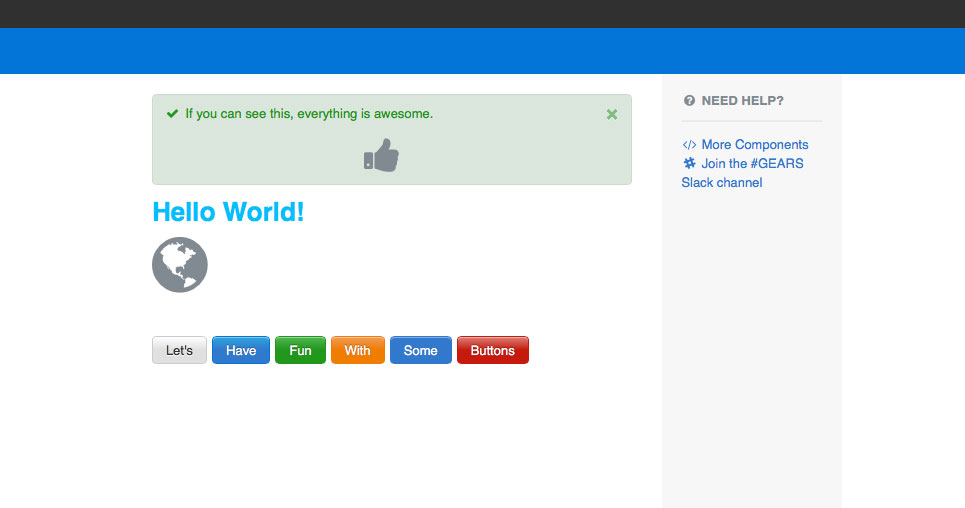 If you can see this, everything is awesome.
Hello World!
Let's Have Fun With Some Buttons
NEED HELP?
More Components
Join the #GEARS
Slack channel